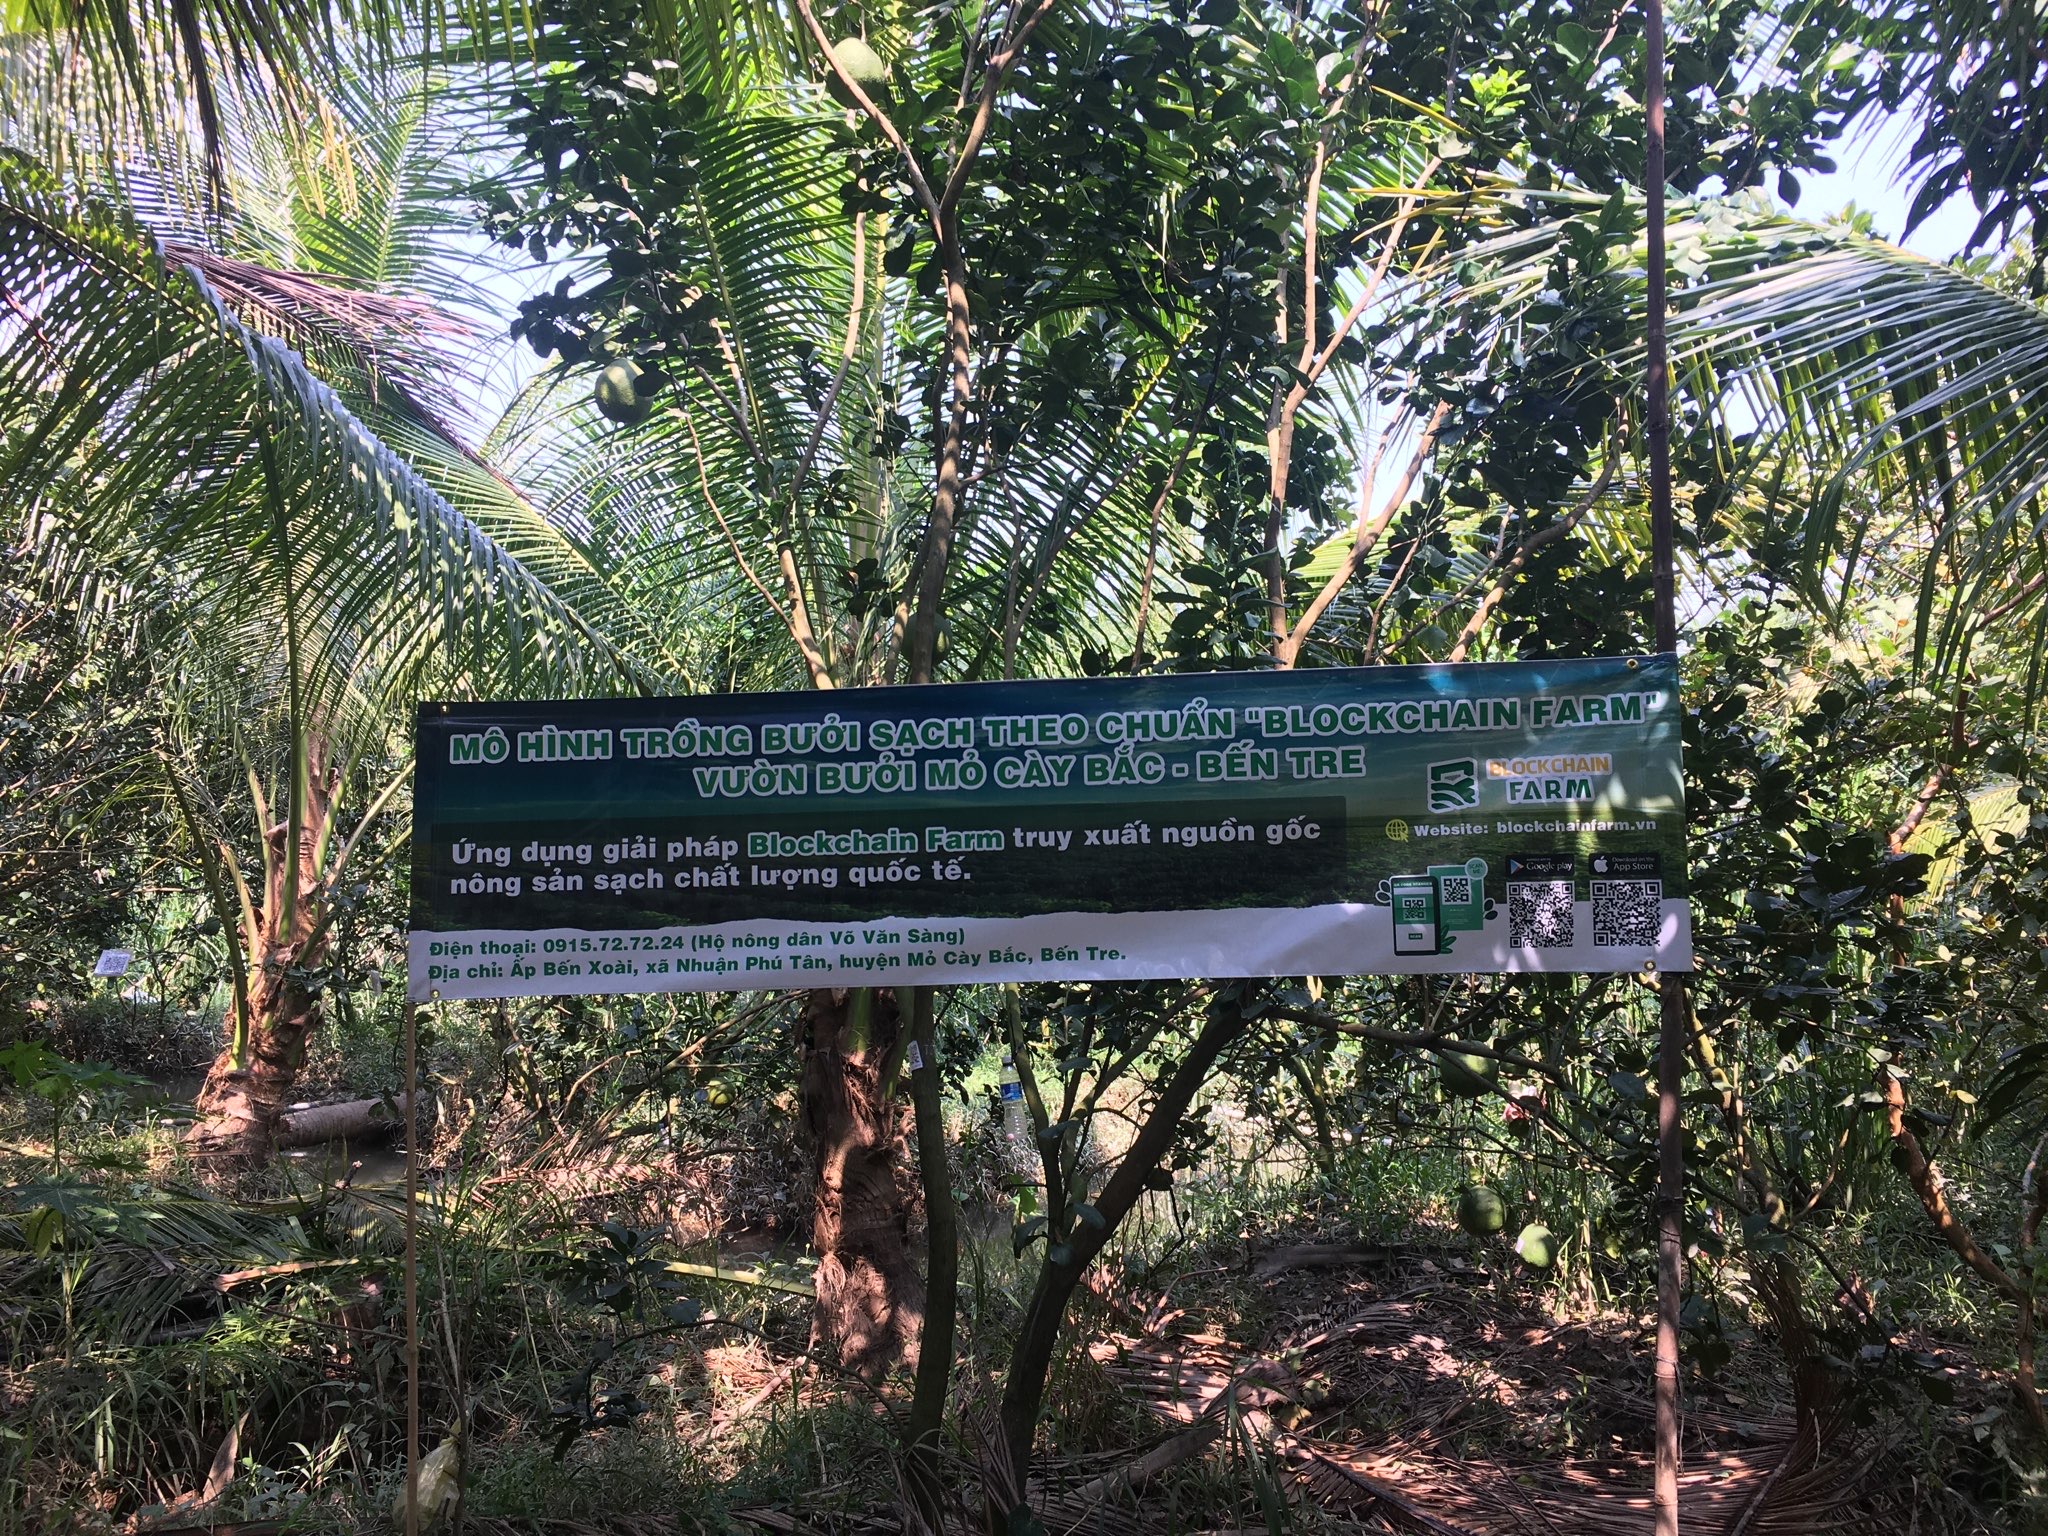 MÔ HÌNH TRỒNG BƯỞI SẠCH THEO CHUẨN "BLOCKCHAIN FARM"
VƯỜN BƯỞI MỎ CÀY BẮC - BẾN TRE
BLOCKCHAIN
FARM
Ứng dụng giải pháp Blockchain Farm truy xuất nguồn gốc
nông sản sạch chất lượng quốc tế.
Website: blockchainfarm.vn
Google play
Download on the
App Store
Điện thoại: 0915.72.72.24 (Hộ nông dân Võ Văn Sàng)
Địa chỉ: Ấp Bến Xoài, xã Nhuận Phú Tân, huyện Mỏ Cày Bắc, Bến Tre.